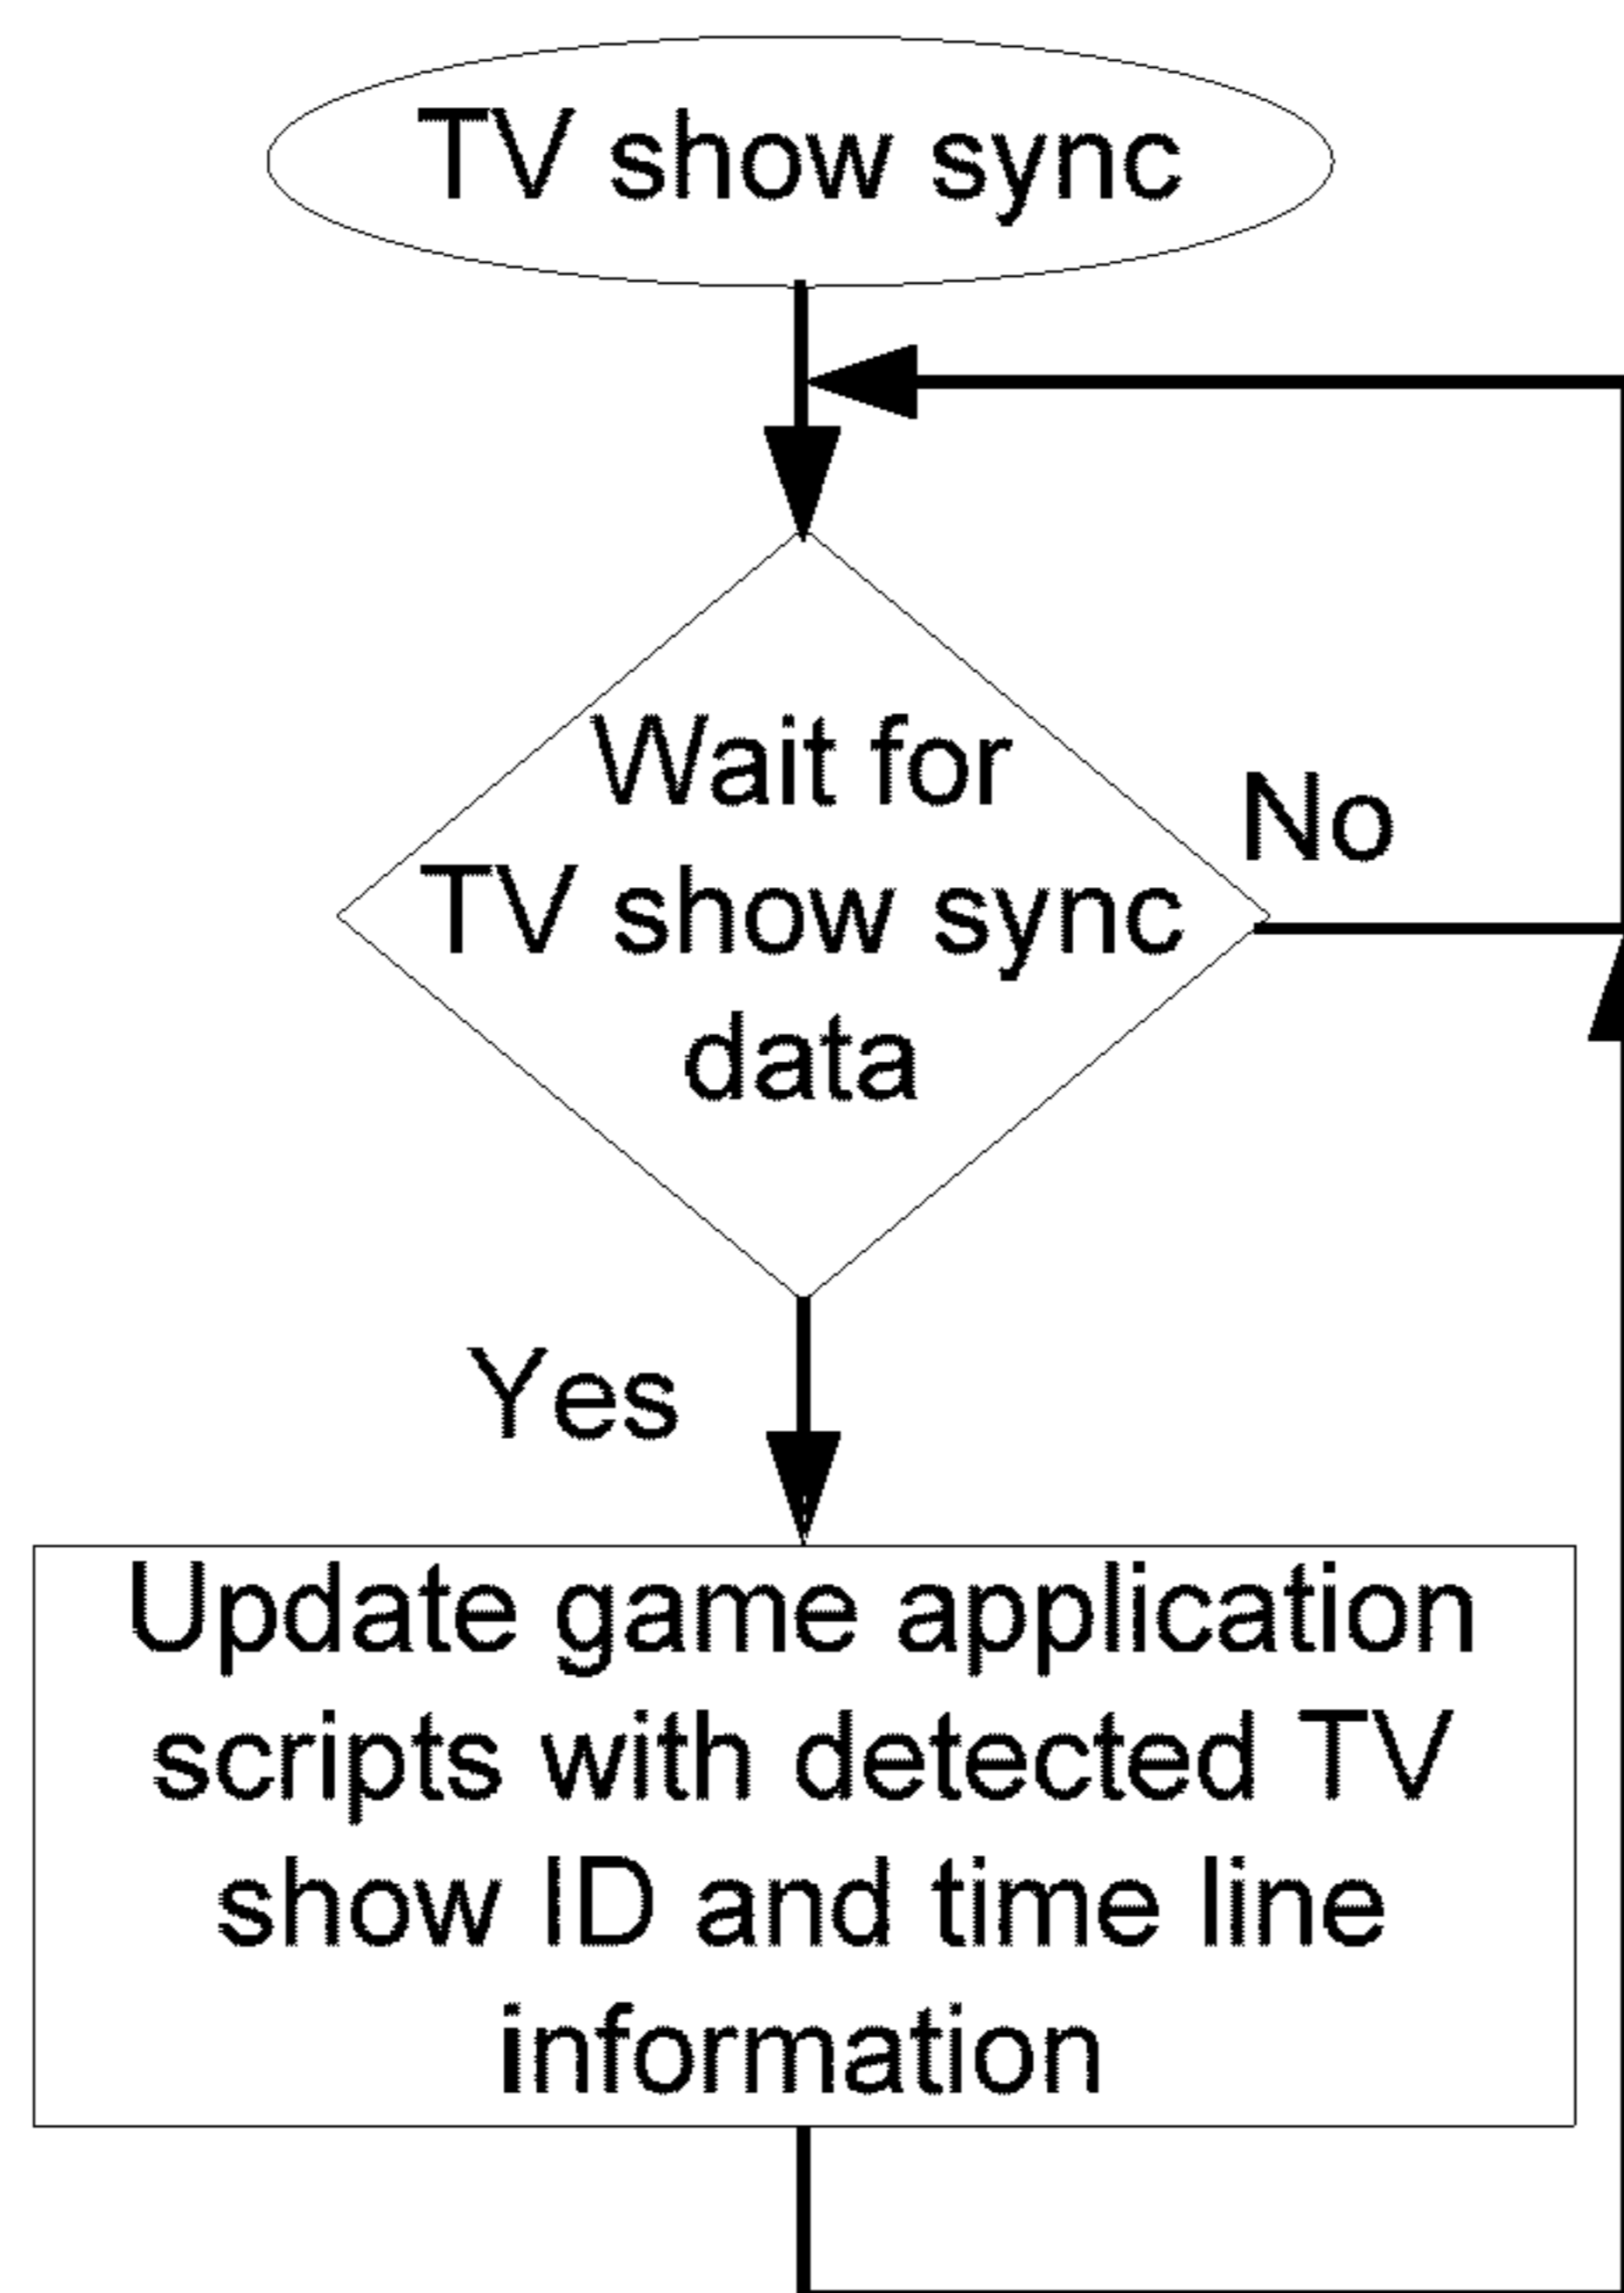 TV show sync
Wait for
TV show sync
data
No
Yes
Update game application
scripts with detected TV
show ID and time line
information